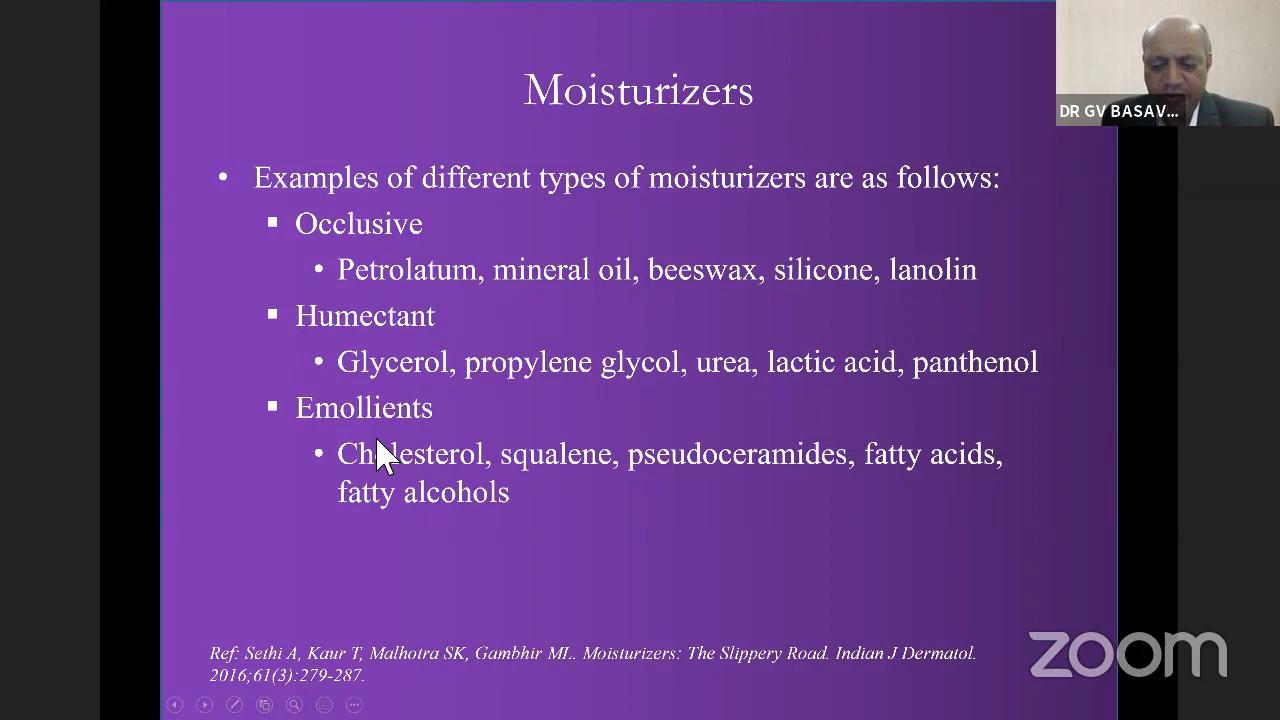 Moisturizers
DR GV BASAV...
• Examples of different types of moisturizers are as follows:
▪ Occlusive
• Petrolatum, mineral oil, beeswax, silicone, lanolin
▪ Humectant
• Glycerol, propylene glycol, urea, lactic acid, panthenol
▪ Emollients
• Cholesterol, squalene, pseudoceramides, fatty acids,
fatty alcohols
Ref: Sethi A, Kaur T, Malhotra SK, Gambhir ML. Moisturizers: The Slippery Road. Indian J Dermatol.
2016;61(3):279-287.
zoom